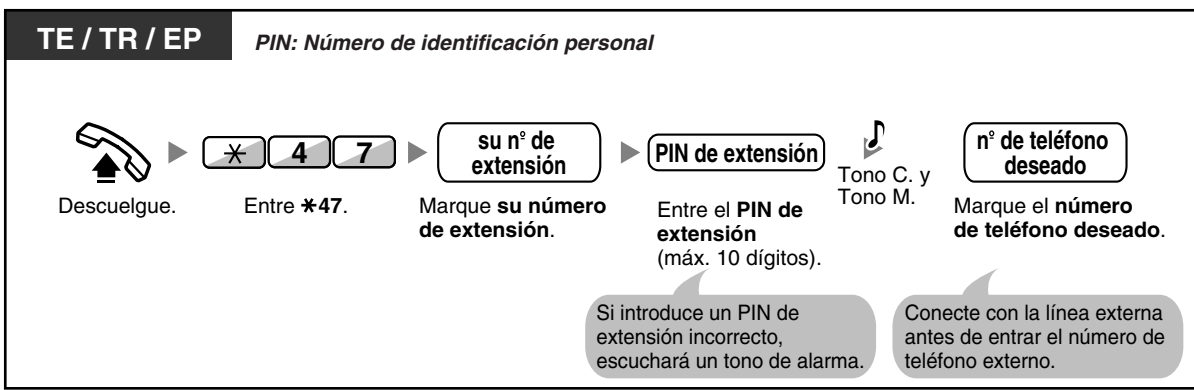 TE / TR / EP
PIN: Número de identificación personal
✳ 4 7
su nº de
extensión
PIN de extensión
nº de teléfono
deseado
Descuelgue.
Entre ✳47.
Marque su número
de extensión.
Entre el PIN de
extensión
(máx. 10 dígitos).
Tono C. y
Tono M.
Marque el número
de teléfono deseado.
Si introduce un PIN de
extensión incorrecto,
escuchará un tono de alarma.
Conecte con la línea externa
antes de entrar el número de
teléfono externo.